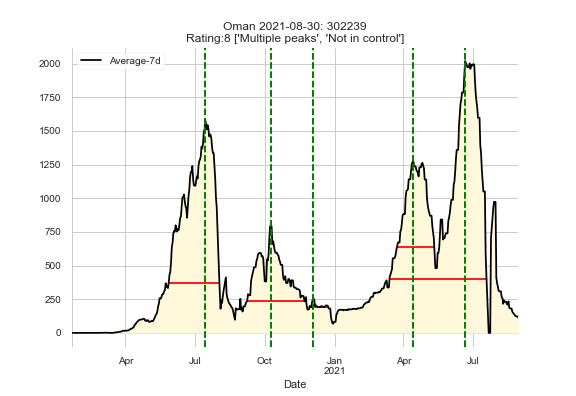 Oman 2021-08-30: 302239
Rating:8 ['Multiple peaks', 'Not in control']
Average-7d
2000
1750
1500
1250
1000
750
500
250
0
Apr Jul Oct Jan Apr Jul
2021
Date